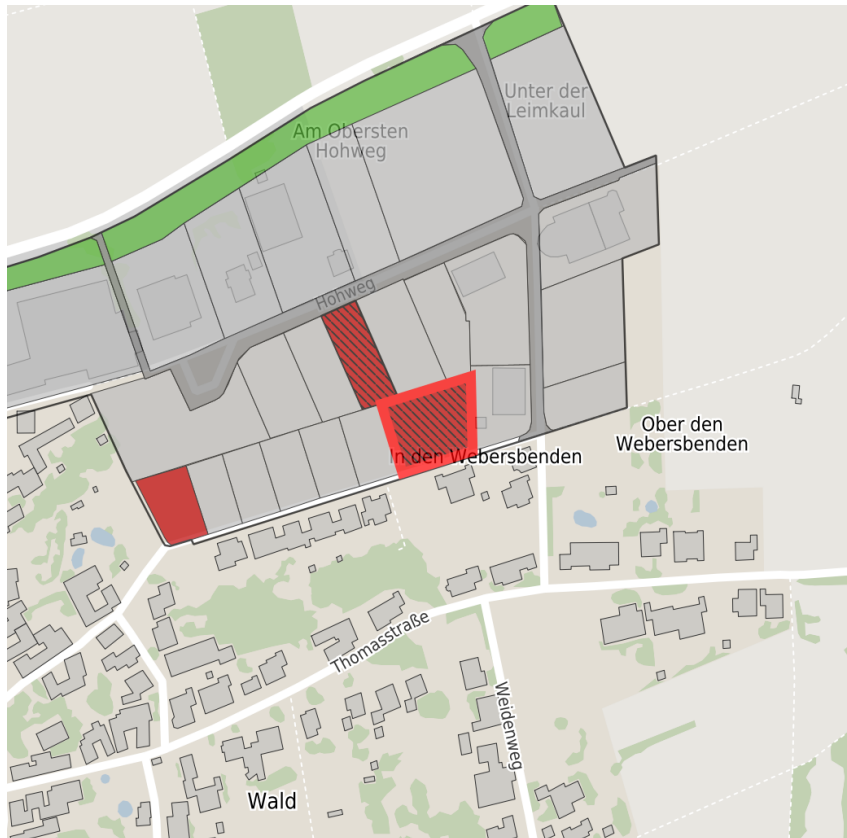 Unter der
Leimkaul
Am Obersten
Hohweg
Hohweg
Ober den
Webersbenden
In den Webersbenden
Thomasstraße
Weidenweg
Wald